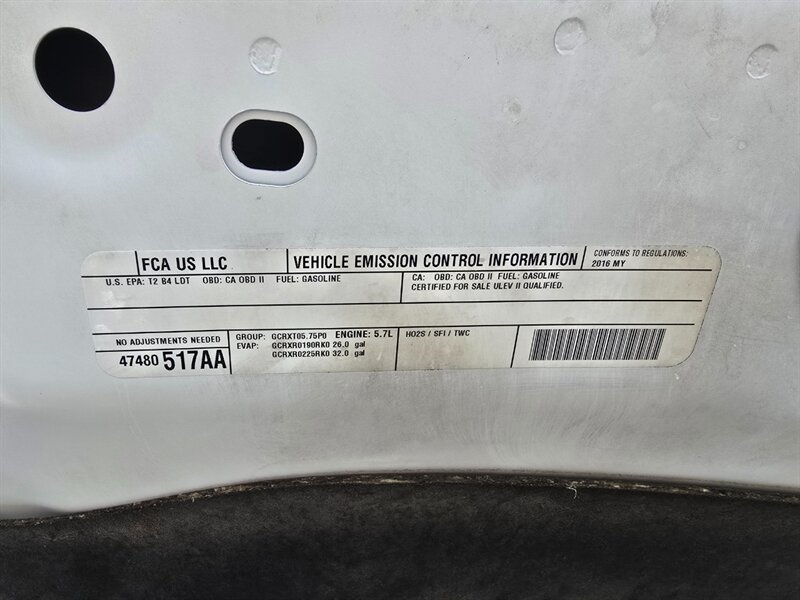 FCA US LLC
VEHICLE EMISSION CONTROL INFORMATION
CONFORMS TO REGULATIONS:
2016 MY
U.S. EPA: T2 B4 LDT OBD: CA OBD II FUEL: GASOLINE
CA: OBD: CA OBD II FUEL: GASOLINE
CERTIFIED FOR SALE ULEV II QUALIFIED.
NO ADJUSTMENTS NEEDED
47480 517AA
GROUP: GCRXT05.75P0 ENGINE: 5.7L
EVAP: GCRXR0190RK0 26.0 gal
GCRXR0225RK0 32.0 gal
HO2S / SFI / TWC